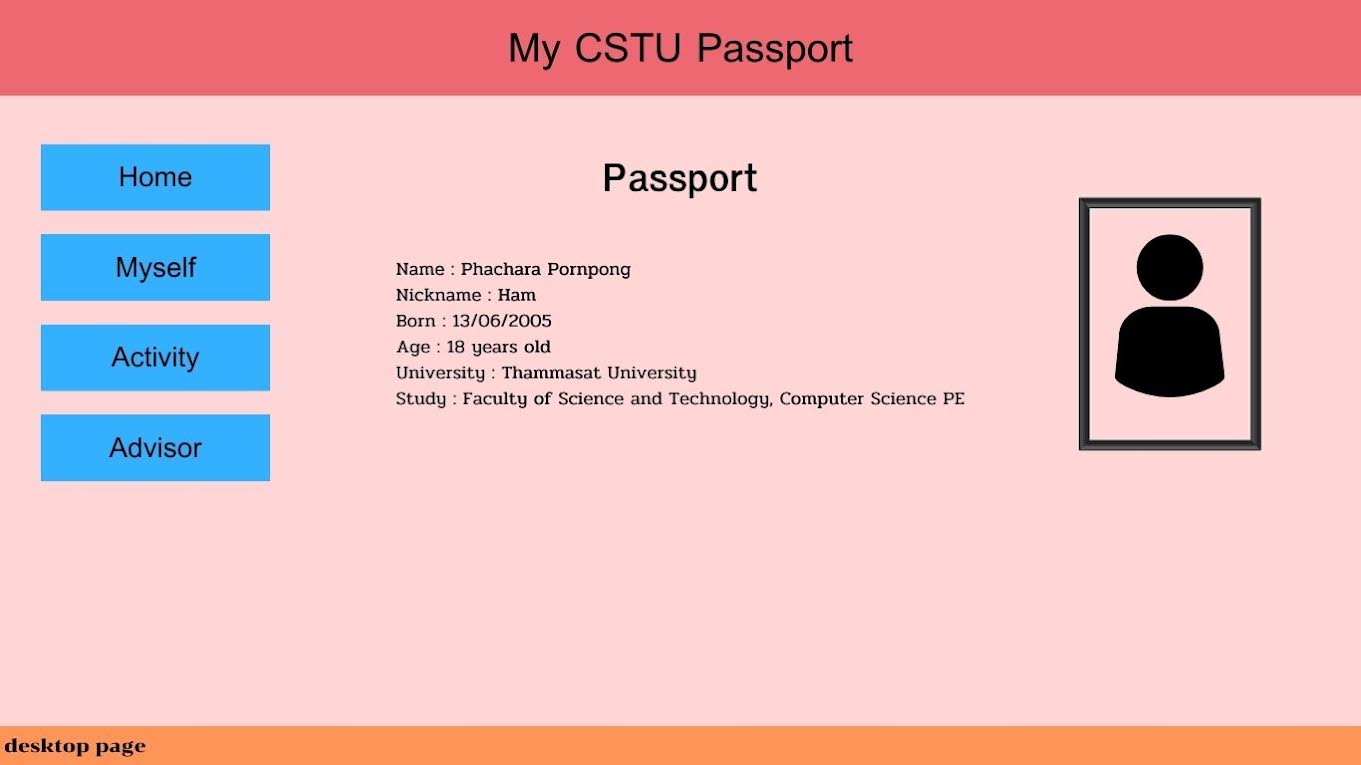 My CSTU Passport
Home
Myself
Activity
Advisor
Passport
Name : Phachara Pornpong
Nickname : Ham
Born : 13/06/2005
Age : 18 years old
University : Thammasat University
Study : Faculty of Science and Technology, Computer Science PE
desktop page